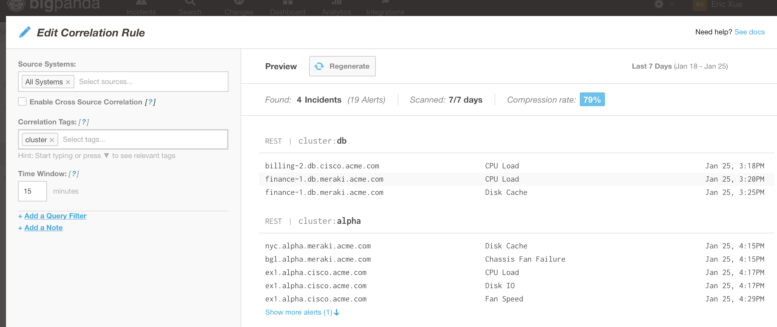 bigpanda
Incidents Search Changes Dashboard Analytics Integrations Eric Xue
Edit Correlation Rule
Need help? See docs
Source Systems:
All Systems × Select sources...
Enable Cross Source Correlation [?]
Correlation Tags: [?]
cluster × Select tags...
Hint: Start typing or press ▼ to see relevant tags
Time Window: [?]
15 minutes
+ Add a Query Filter
+ Add a Note
Preview Regenerate Last 7 Days (Jan 18 - Jan 25)
Found: 4 Incidents (19 Alerts) Scanned: 7/7 days Compression rate: 79%
REST | cluster:db
billing-2.db.cisco.acme.com CPU Load Jan 25, 3:18PM
finance-1.db.meraki.acme.com CPU Load Jan 25, 3:20PM
finance-1.db.meraki.acme.com Disk Cache Jan 25, 3:25PM
REST | cluster:alpha
nyc.alpha.meraki.acme.com Disk Cache Jan 25, 4:15PM
bgl.alpha.meraki.acme.com Chassis Fan Failure Jan 25, 4:15PM
ex1.alpha.cisco.acme.com CPU Load Jan 25, 4:17PM
ex1.alpha.cisco.acme.com Disk IO Jan 25, 4:17PM
ex1.alpha.cisco.acme.com Fan Speed Jan 25, 4:29PM
Show more alerts (1) ↓